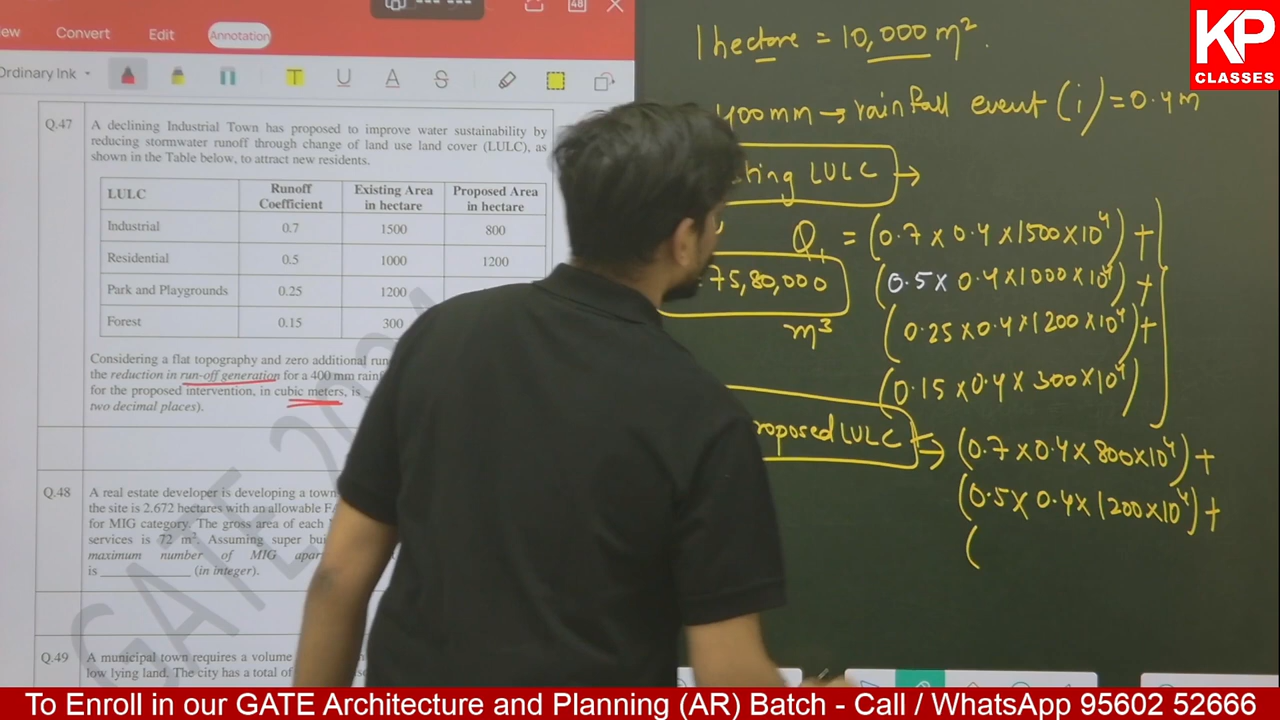 ew Convert Edit Annotation
48
Ordinary Ink
T U A S
Q.47
A declining Industrial Town has proposed to improve water sustainability by
reducing stormwater runoff through change of land use land cover (LULC), as
shown in the Table below, to attract new residents.
LULC Runoff Coefficient Existing Area in hectare Proposed Area in hectare
Industrial 0.7 1500 800
Residential 0.5 1000 1200
Park and Playgrounds 0.25 1200
Forest 0.15 300
Considering a flat topography and zero additional
the reduction in run-off generation for a 400 mm
for the proposed intervention, in cubic meters, is
two decimal places).
Q.48
A real estate developer is developing a
the site is 2.672 hectares with an allowable
for MIG category. The gross area of each
services is 72 m². Assuming super
maximum number of MIG
is __________ (in integer).
Q.49
A municipal town requires a volume
low lying land. The city has a total of
GATE
1 hectare = 10,000 m².
400mm → rainfall event (i) = 0.4m
LULC →
Q₁ = (0.7 × 0.4 × 1500 × 10⁴) +
(0.5 × 0.4 × 1000 × 10⁴) +
(0.25 × 0.4 × 1200 × 10⁴) +
(0.15 × 0.4 × 300 × 10⁴)
75,80,000
m³
roposed LULC → (0.7 × 0.4 × 800 × 10⁴) +
(0.5 × 0.4 × 1200 × 10⁴) +
(
KP
CLASSES
To Enroll in our GATE Architecture and Planning (AR) Batch - Call / WhatsApp 95602 52666